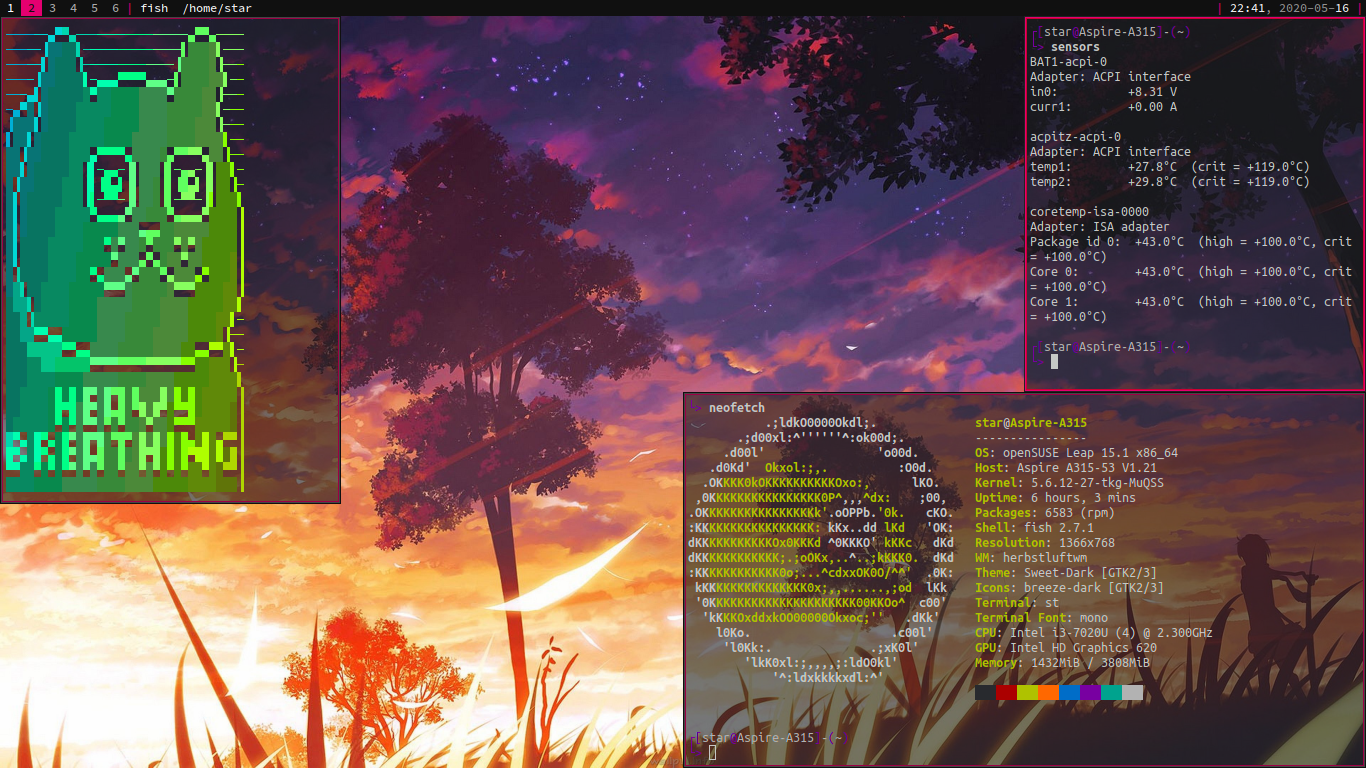 1 2 3 4 5 6 | fish /home/star | 22:41, 2020-05-16 |
HEAVY
BREATHING
[star@Aspire-A315]-(~)
sensors
BAT1-acpi-0
Adapter: ACPI interface
in0: +8.31 V
curr1: +0.00 A
acpitz-acpi-0
Adapter: ACPI interface
temp1: +27.8°C (crit = +119.0°C)
temp2: +29.8°C (crit = +119.0°C)
coretemp-isa-0000
Adapter: ISA adapter
Package id 0: +43.0°C (high = +100.0°C, crit
= +100.0°C)
Core 0: +43.0°C (high = +100.0°C, crit
= +100.0°C)
Core 1: +43.0°C (high = +100.0°C, crit
= +100.0°C)
[star@Aspire-A315]-(~)
neofetch
star@Aspire-A315
---------------
OS: openSUSE Leap 15.1 x86_64
Host: Aspire A315-53 V1.21
Kernel: 5.6.12-27-tkg-MuQSS
Uptime: 6 hours, 3 mins
Packages: 6583 (rpm)
Shell: fish 2.7.1
Resolution: 1366x768
WM: herbstluftwm
Theme: Sweet-Dark [GTK2/3]
Icons: breeze-dark [GTK2/3]
Terminal: st
Terminal Font: mono
CPU: Intel i3-7020U (4) @ 2.300GHz
GPU: Intel HD Graphics 620
Memory: 1432MiB / 3808MiB
[star@Aspire-A315]-(~)